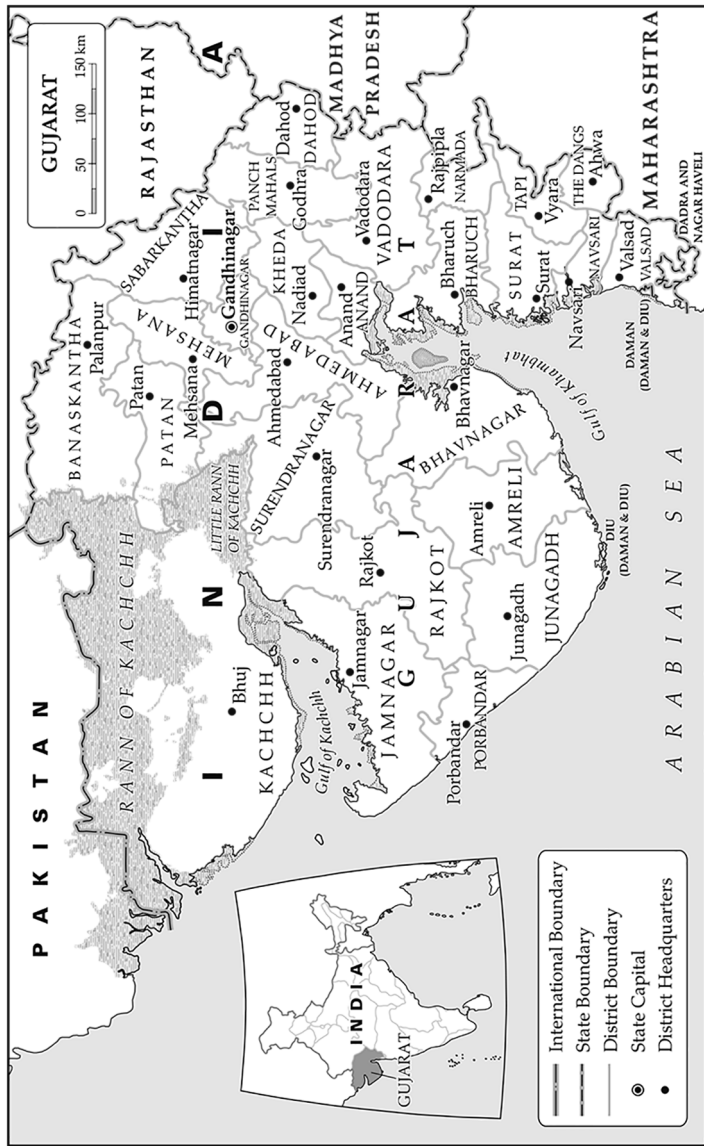 GUJARAT
0 50 100 150 km
PAKISTAN
RAJASTHAN
INDIA
RANN OF KACHCHH
BANASKANTHA
Palanpur
Patan
PATAN
SABARKANTHA
Himatnagar
MEHSANA
Mehsana
Gandhinagar
GANDHINAGAR
LITTLE RANN
OF KACHCHH
Bhuj
KACHCHH
Gulf of Kachchh
SURENDRANAGAR
Surendranagar
Ahmedabad
AHMEDABAD
KHEDA
Nadiad
PANCH
MAHALS
Godhra
Dahod
DAHOD
MADHYA
PRADESH
Anand
ANAND
Vadodara
VADODARA
GUJARAT
Jamnagar
JAMNAGAR
Rajkot
RAJKOT
Porbandar
PORBANDAR
Junagadh
JUNAGADH
Amreli
AMRELI
Bhavnagar
BHAVNAGAR
Bharuch
BHARUCH
Rajpipla
NARMADA
SURAT
Surat
TAPI
Vyara
THE DANGS
Ahwa
Navsari
NAVSARI
Valsad
VALSAD
MAHARASHTRA
DADRA AND
NAGAR HAVELI
DAMAN
(DAMAN & DIU)
Gulf of Khambhat
DIU
(DAMAN & DIU)
ARABIAN SEA
INDIA
GUJARAT
International Boundary
State Boundary
District Boundary
State Capital
District Headquarters